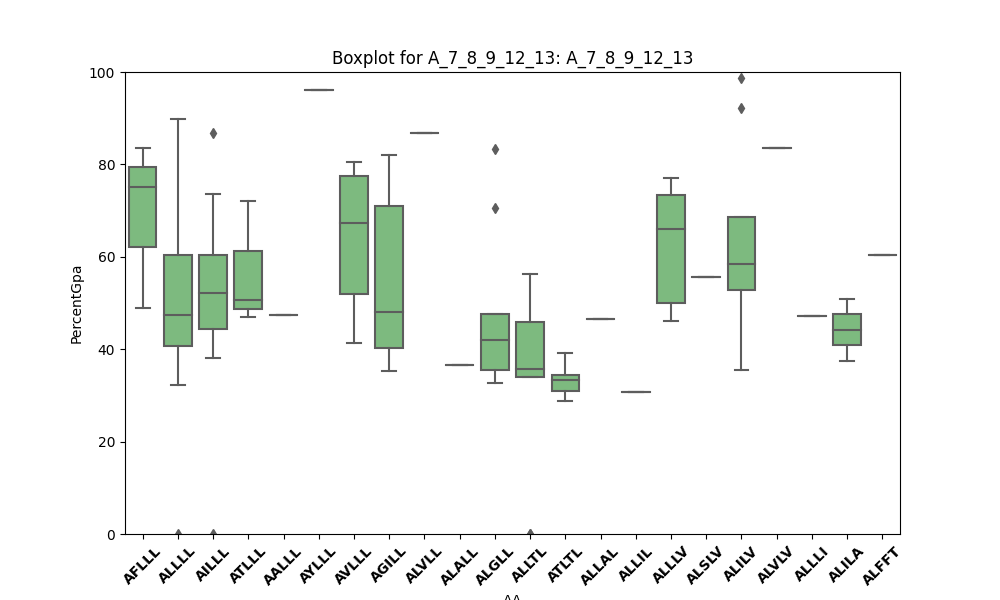 Boxplot for A_7_8_9_12_13: A_7_8_9_12_13
100
80
60
40
20
0
PercentGpa
AFLLL ALLLL AILLL ATLLL AALLL AYLLL AVLLL AGILL ALVLL ALALL ALGLL ALLTL ATLTL ALLAL ALLIL ALLLV ALSLV ALILV ALVLV ALLLI ALILA ALFFT
AA